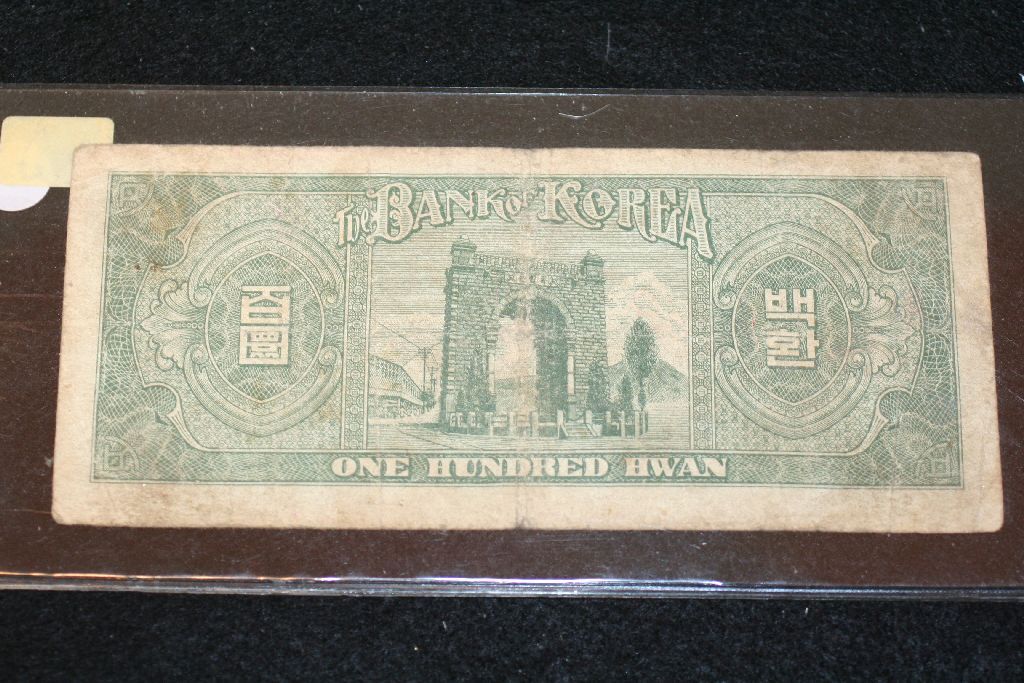 The BANK of KOREA
百圜
백환
ONE HUNDRED HWAN